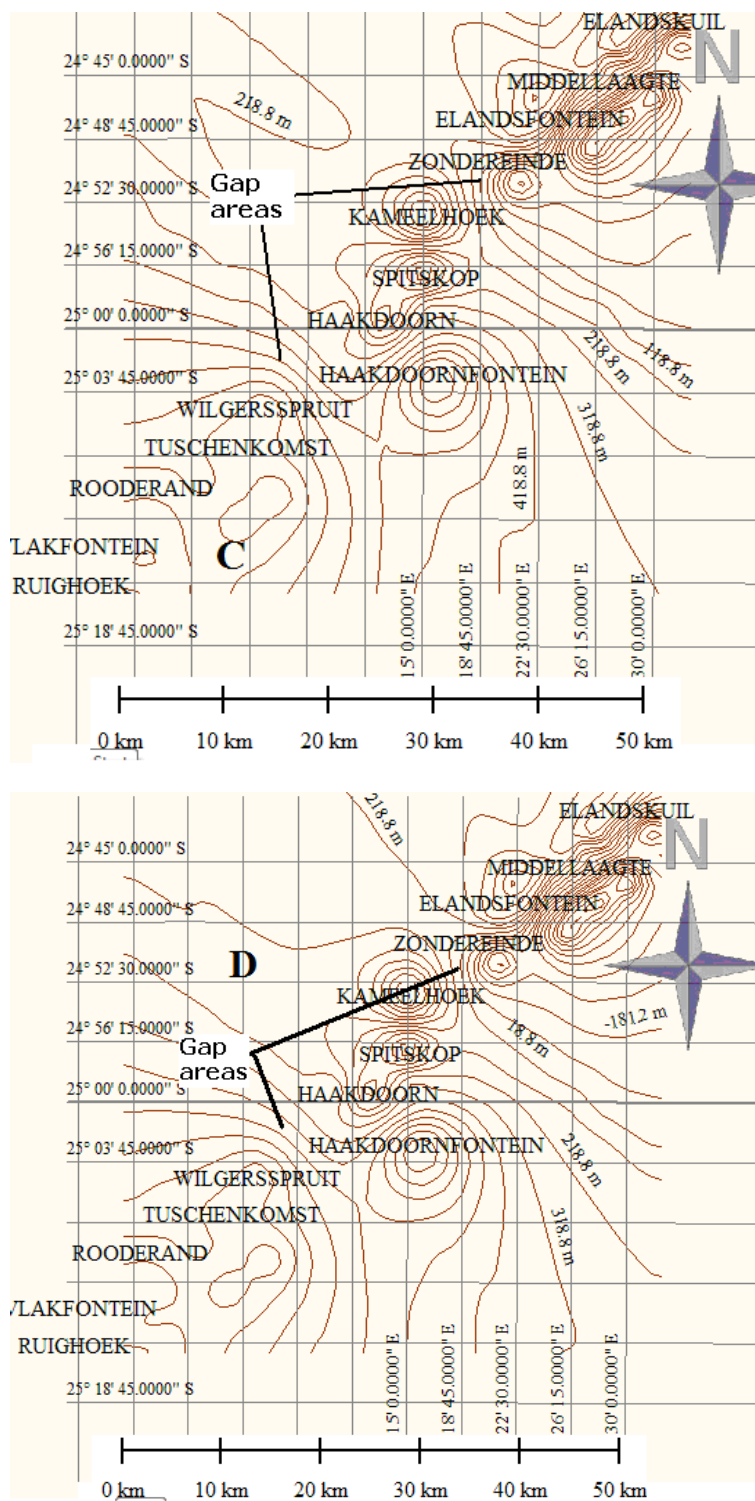 ELANDSKUIL
N
24° 45' 0.0000" S
MIDDELLAAGTE
218.8 m
24° 48' 45.0000" S
ELANDSFONTEIN
ZONDEREINDE
24° 52' 30.0000" S
Gap
areas
KAMEELHOEK
24° 56' 15.0000" S
SPITSKOP
25° 00' 0.0000" S
HAAKDOORN
218.8 m
118.8 m
25° 03' 45.0000" S
HAAKDOORNFONTEIN
318.8 m
WILGERSSPRUIT
TUSCHENKOMST
ROODERAND
418.8 m
C
VLAKFONTEIN
RUIGHOEK
25° 18' 45.0000" S
15' 0.0000" E
18' 45.0000" E
22' 30.0000" E
26' 15.0000" E
30' 0.0000" E
0 km
10 km
20 km
30 km
40 km
50 km
218.8 m
ELANDSKUIL
N
24° 45' 0.0000" S
MIDDELLAAGTE
24° 48' 45.0000" S
ELANDSFONTEIN
ZONDEREINDE
D
24° 52' 30.0000" S
KAMEELHOEK
-181.2 m
24° 56' 15.0000" S
18.8 m
Gap
areas
SPITSKOP
25° 00' 0.0000" S
HAAKDOORN
25° 03' 45.0000" S
HAAKDOORNFONTEIN
218.8 m
WILGERSSPRUIT
TUSCHENKOMST
318.8 m
ROODERAND
VLAKFONTEIN
RUIGHOEK
25° 18' 45.0000" S
15' 0.0000" E
18' 45.0000" E
22' 30.0000" E
26' 15.0000" E
30' 0.0000" E
0 km
10 km
20 km
30 km
40 km
50 km